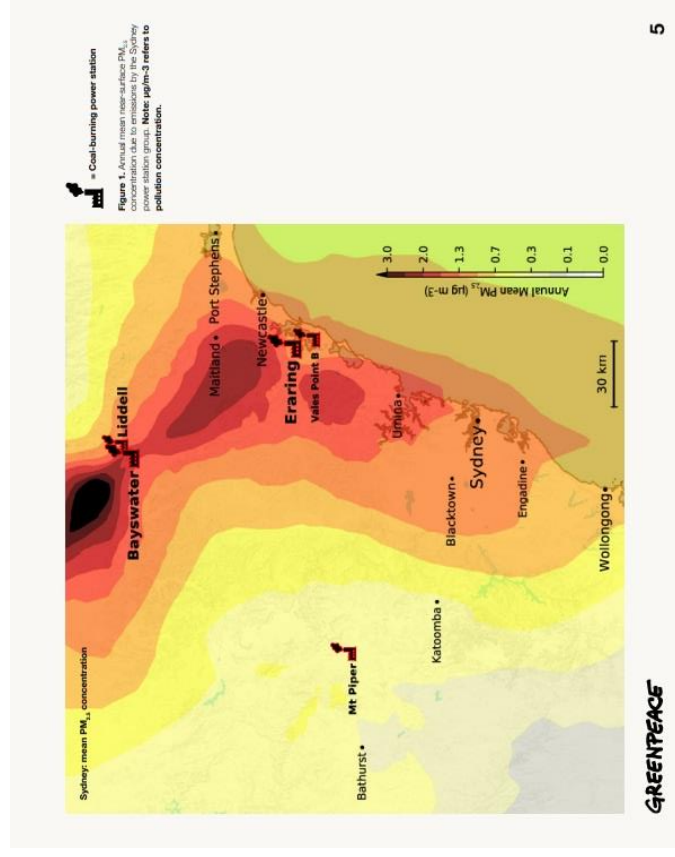 Sydney: mean PM2.5 concentration
Bayswater
Liddell
Maitland
Port Stephens
Newcastle
Eraring
Vales Point B
Mt Piper
Bathurst
Umina
Katoomba
Blacktown
Sydney
Engadine
Wollongong
30 km
Annual Mean PM2.5 (µg m-3)
3.0
2.0
1.3
0.7
0.3
0.1
0.0
= Coal-burning power station
Figure 1. Annual mean near-surface PM2.5
concentration due to emissions by the Sydney
power station group. Note: µg/m-3 refers to
pollution concentration.
GREENPEACE
5